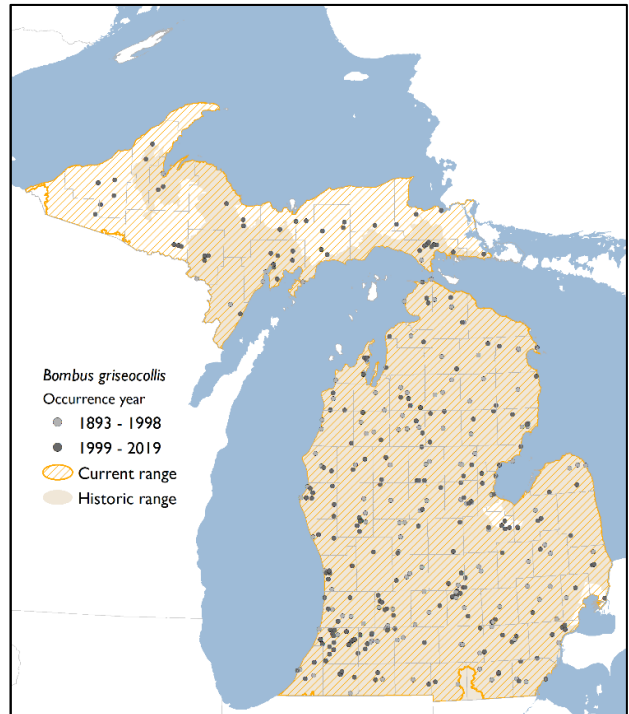 Bombus griseocollis
Occurrence year
1893 - 1998
1999 - 2019
Current range
Historic range